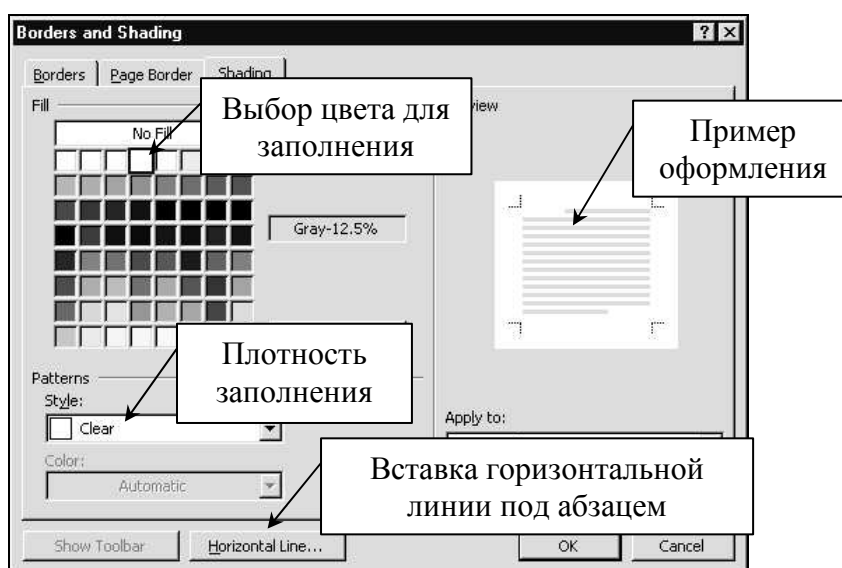 Borders and Shading
Borders
Page Border
Shading
Fill
No Fill
Выбор цвета для
заполнения
Пример
оформления
Gray-12.5%
Плотность
заполнения
Patterns
Style:
Clear
Color:
Automatic
Apply to:
Вставка горизонтальной
линии под абзацем
Show Toolbar
Horizontal Line...
OK
Cancel